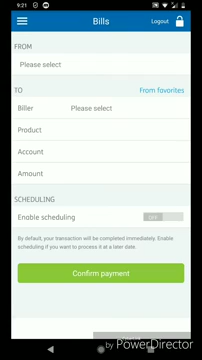 9:21
Bills
Logout
FROM
Please select
TO
From favorites
Biller
Please select
Product
Account
Amount
SCHEDULING
Enable scheduling
OFF
By default, your transaction will be completed immediately. Enable
scheduling if you want to process it at a later date.
Confirm payment
by PowerDirector